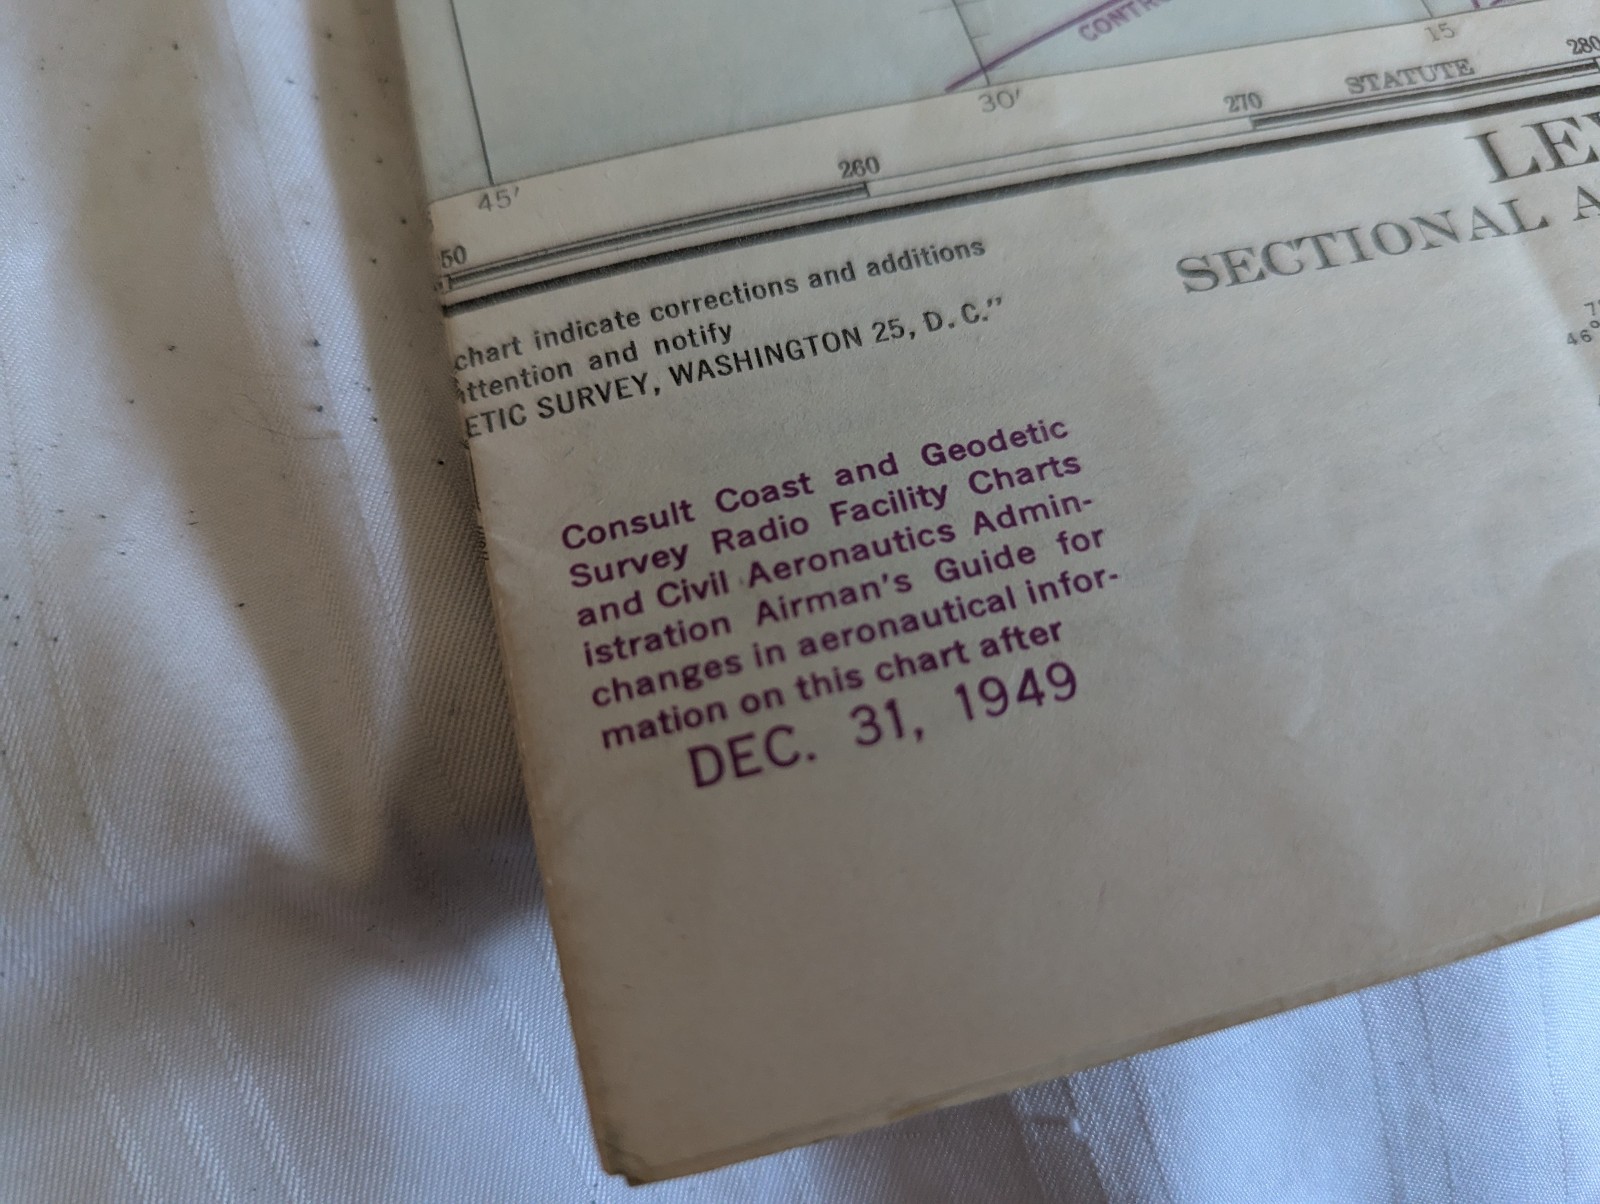 15
280
STATUTE
30′
270
260
45′
50
SECTIONAL
chart indicate corrections and additions
attention and notify
ETIC SURVEY, WASHINGTON 25, D.C.”
46°
Consult Coast and Geodetic
Survey Radio Facility Charts
and Civil Aeronautics Admin-
istration Airman's Guide for
changes in aeronautical infor-
mation on this chart after
DEC. 31, 1949